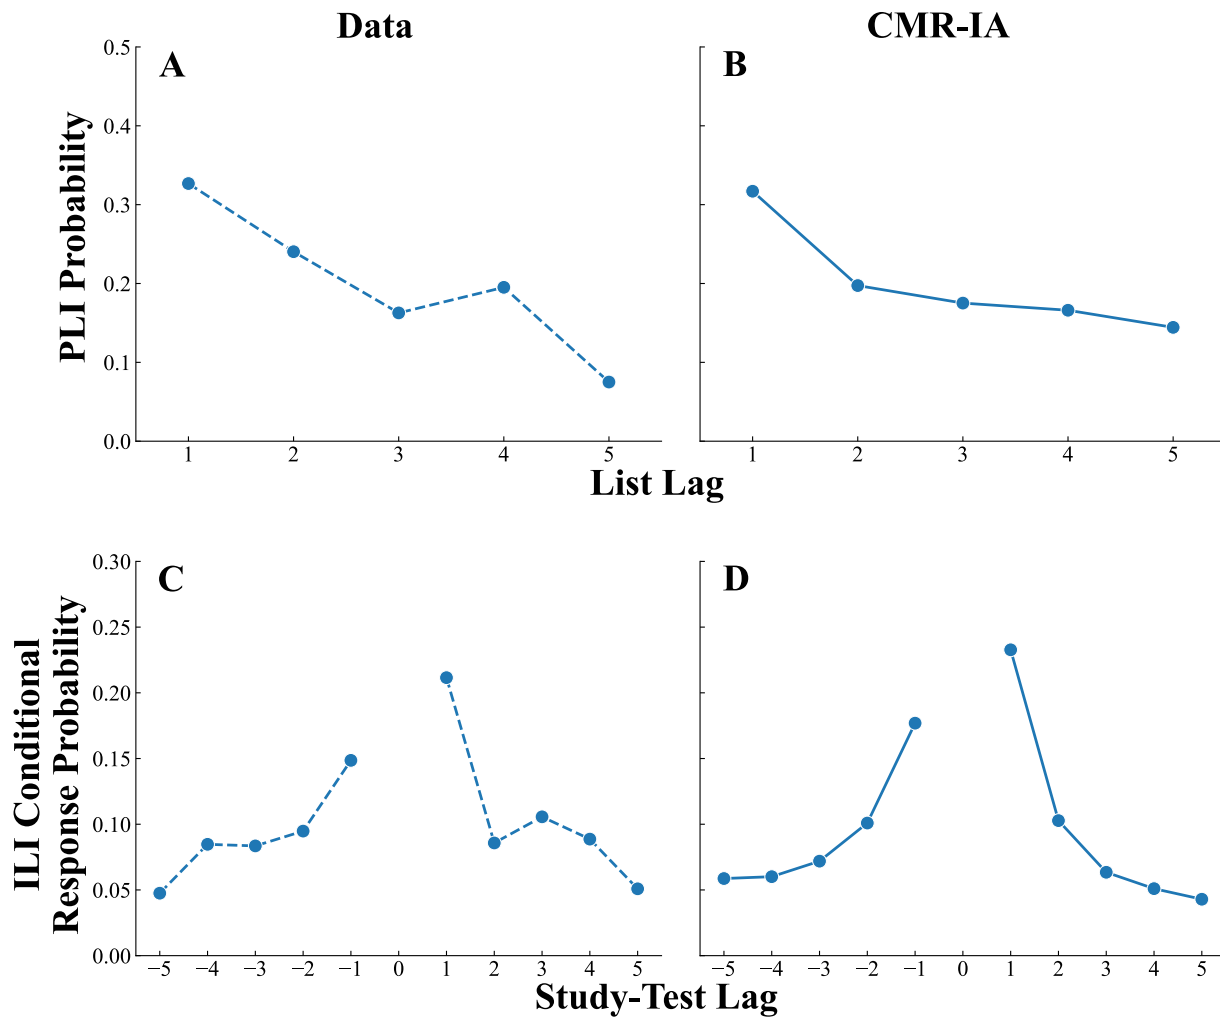 Data
CMR-IA
A
B
PLI Probability
0.5
0.4
0.3
0.2
0.1
0.0
1 2 3 4 5
1 2 3 4 5
List Lag
C
D
ILI Conditional
Response Probability
0.30
0.25
0.20
0.15
0.10
0.05
0.00
−5 −4 −3 −2 −1 0 1 2 3 4 5
−5 −4 −3 −2 −1 0 1 2 3 4 5
Study-Test Lag